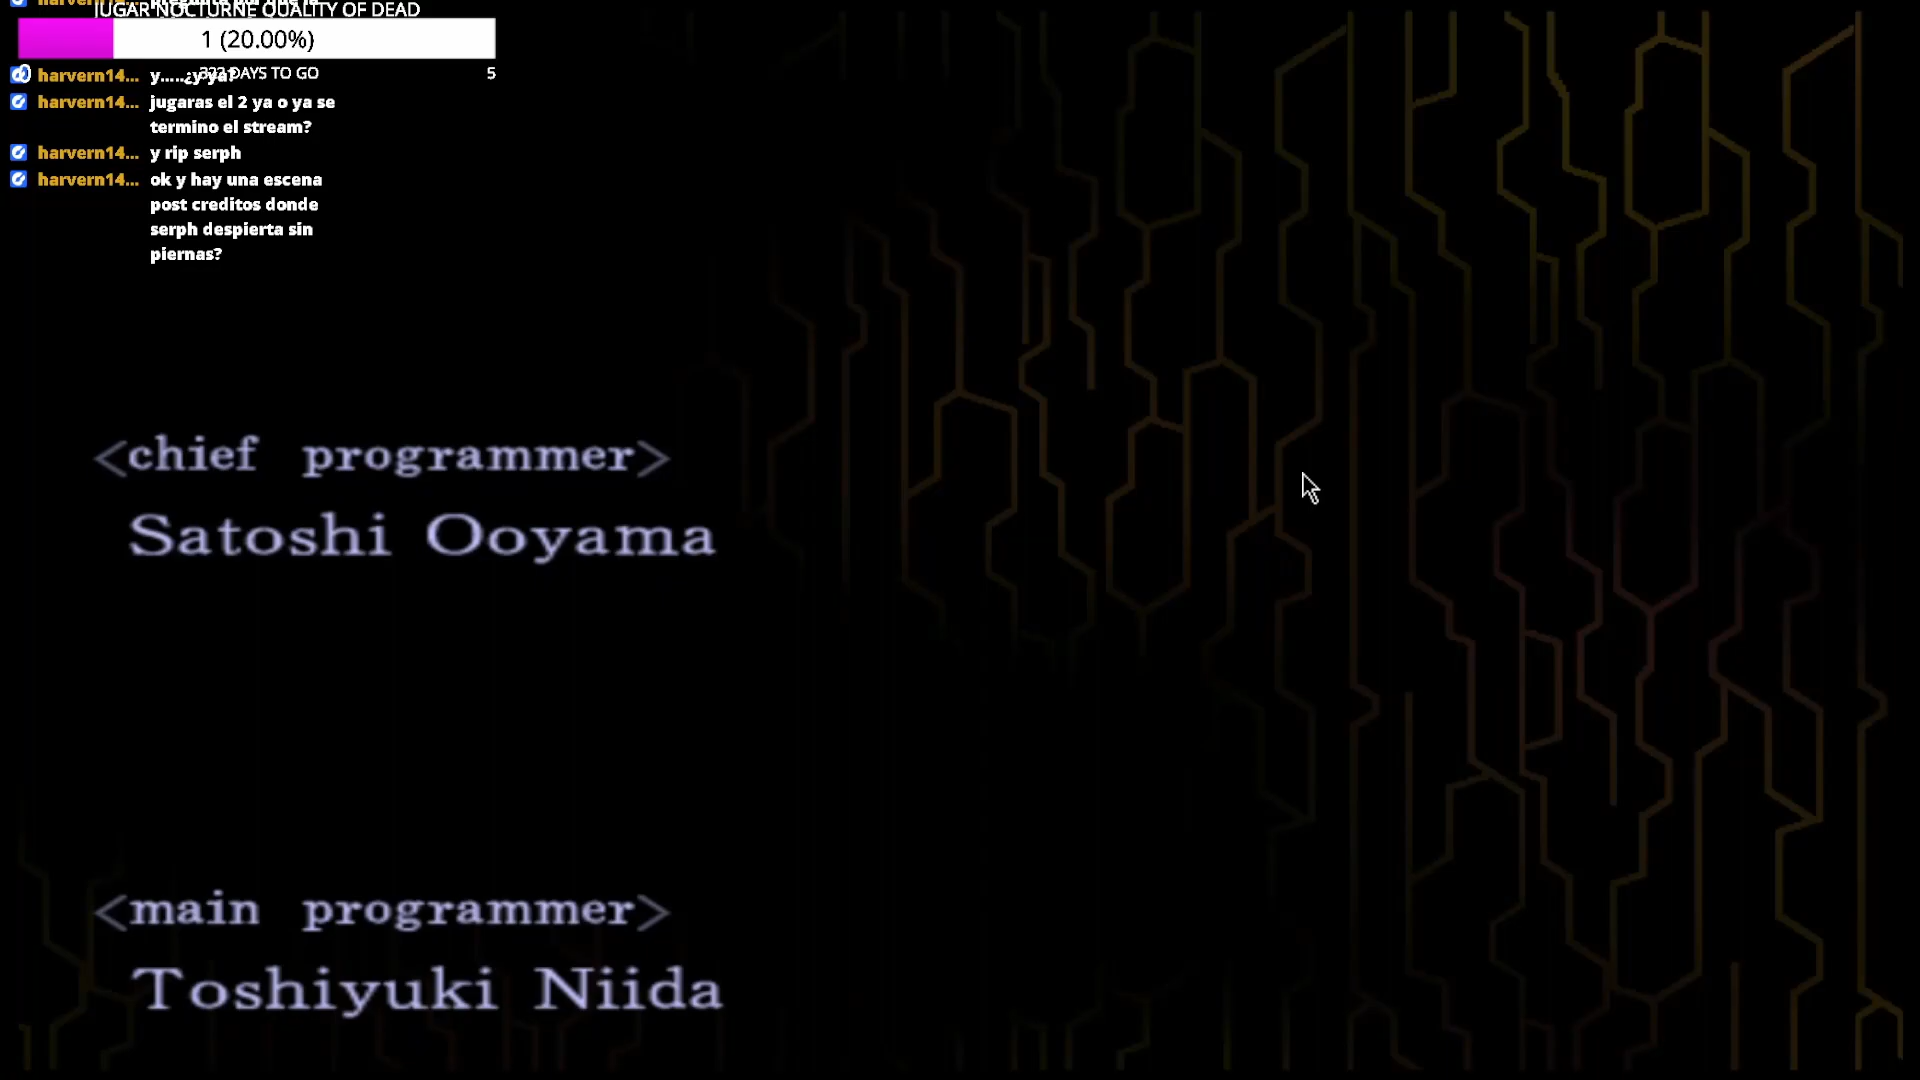 JUGAR NOCTURNE QUALITY OF DEAD
1 (20.00%)
0
322 DAYS TO GO
5
harvern14... y.....¿y ya?
harvern14... jugaras el 2 ya o ya se
termino el stream?
harvern14... y rip serph
harvern14... ok y hay una escena
post creditos donde
serph despierta sin
piernas?
<chief programmer>
Satoshi Ooyama
<main programmer>
Toshiyuki Niida